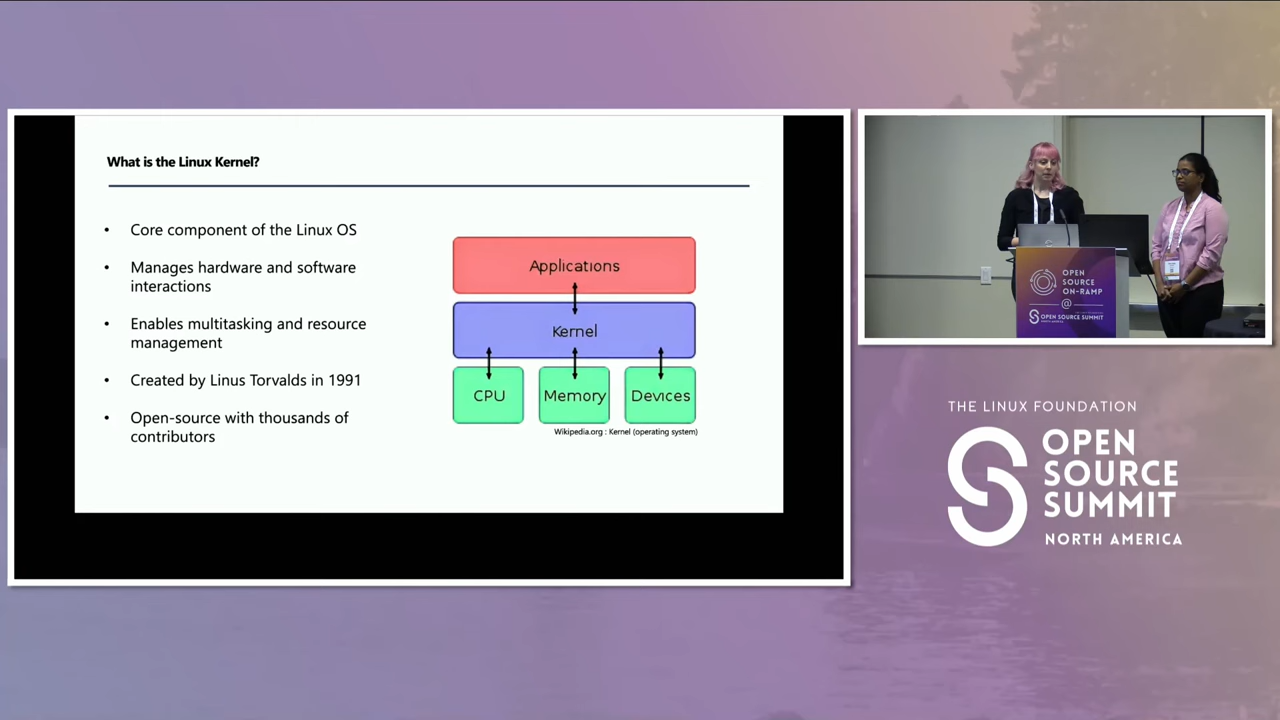 What is the Linux Kernel?
• Core component of the Linux OS
• Manages hardware and software
interactions
• Enables multitasking and resource
management
• Created by Linus Torvalds in 1991
• Open-source with thousands of
contributors
Applications
Kernel
CPU
Memory
Devices
Wikipedia.org : Kernel (operating system)
OPEN
SOURCE
ON-RAMP
@
OPEN SOURCE SUMMIT
NORTH AMERICA
THE LINUX FOUNDATION
OPEN
SOURCE
SUMMIT
NORTH AMERICA